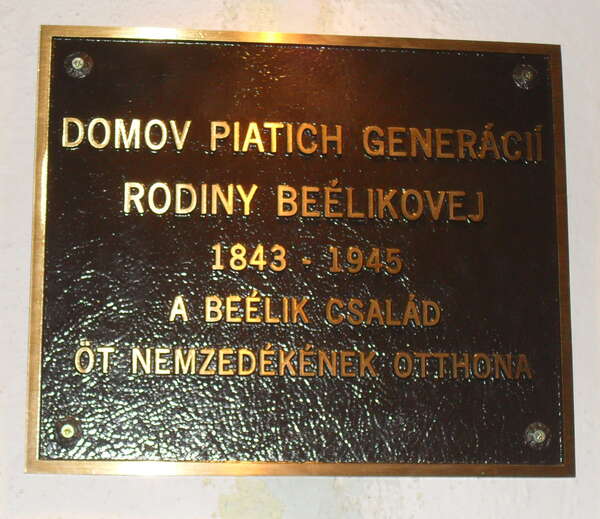 DOMOV PIATICH GENERÁCIÍ
RODINY BEÉLIKOVEJ
1843 - 1945
A BEÉLIK CSALÁD
ÖT NEMZEDÉKÉNEK OTTHONA